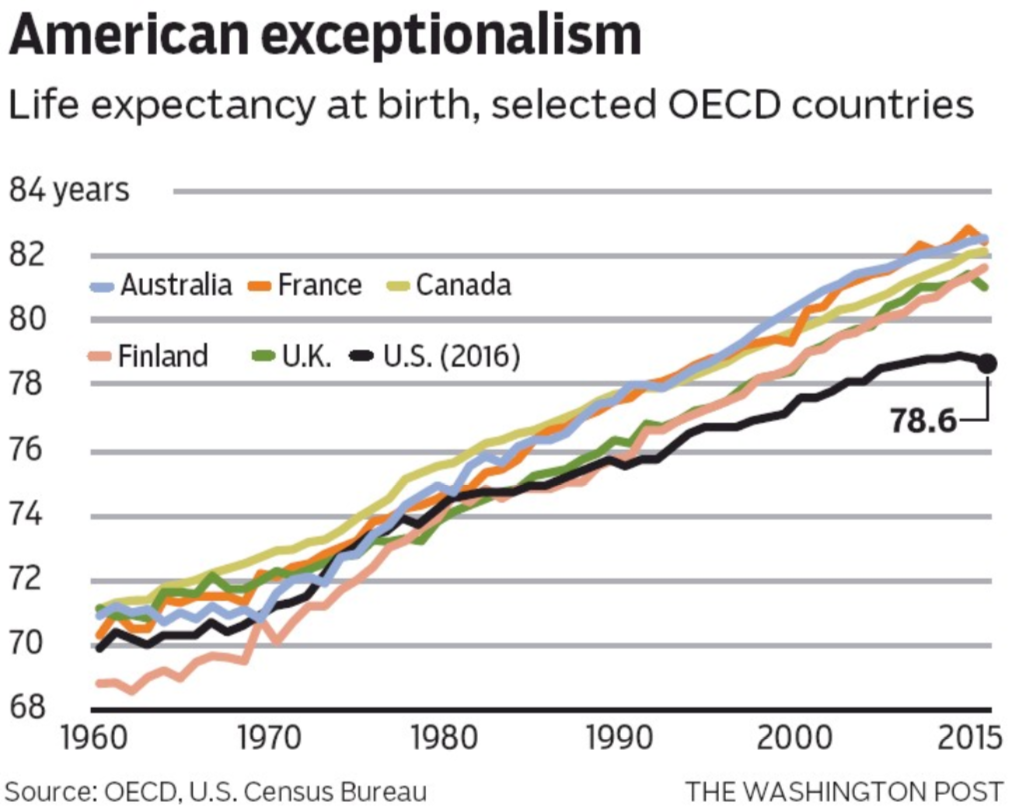 American exceptionalism
Life expectancy at birth, selected OECD countries
84 years
82
Australia France Canada
80
Finland U.K. U.S. (2016)
78
78.6
76
74
72
70
68
1960 1970 1980 1990 2000 2015
Source: OECD, U.S. Census Bureau THE WASHINGTON POST